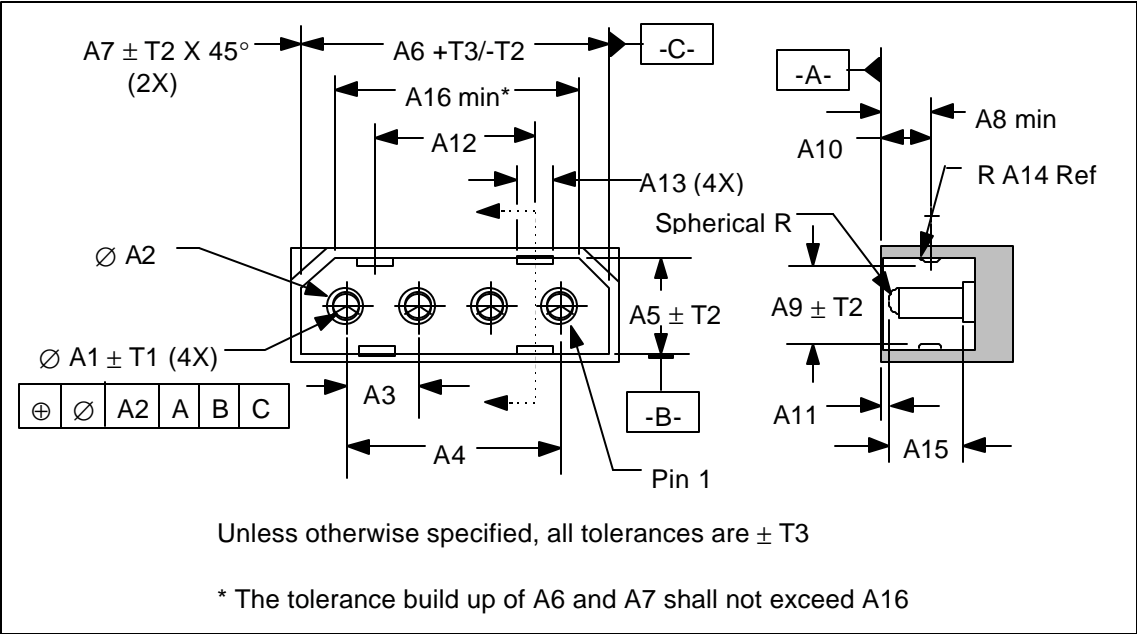 A7 ± T2 X 45°
(2X)
A6 +T3/-T2
-C-
A16 min*
A12
A13 (4X)
-A-
A8 min
A10
R A14 Ref
Spherical R
∅ A2
A5 ± T2
A9 ± T2
∅ A1 ± T1 (4X)
⊕ ∅ A2 A B C
A3
-B-
A11
A4
A15
Pin 1
Unless otherwise specified, all tolerances are ± T3
* The tolerance build up of A6 and A7 shall not exceed A16